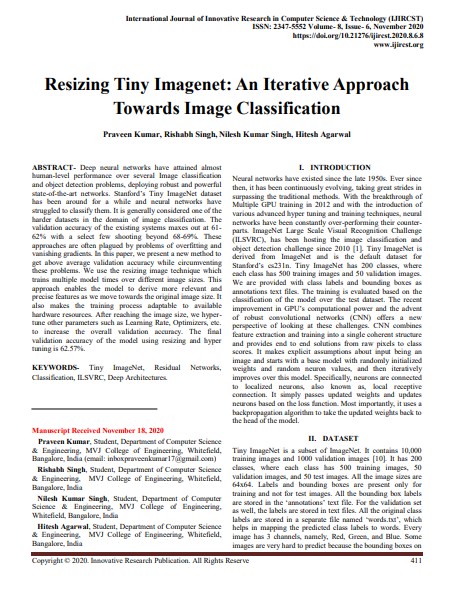 International Journal of Innovative Research in Computer Science & Technology (IJIRCST)
ISSN: 2347-5552 Volume- 8, Issue- 6, November 2020
https://doi.org/10.21276/ijircst.2020.8.6.8
www.ijircst.org
Resizing Tiny Imagenet: An Iterative Approach
Towards Image Classification
Praveen Kumar, Rishabh Singh, Nilesh Kumar Singh, Hitesh Agarwal
ABSTRACT- Deep neural networks have attained almost
human-level performance over several Image classification
and object detection problems, deploying robust and powerful
state-of-the-art networks. Stanford's Tiny ImageNet dataset
has been around for a while and neural networks have
struggled to classify them. It is generally considered one of the
harder datasets in the domain of image classification. The
validation accuracy of the existing systems maxes out at 61-
62% with a select few shooting beyond 68-69%. These
approaches are often plagued by problems of overfitting and
vanishing gradients. In this paper, we present a new method to
get above average validation accuracy while circumventing
these problems. We use the resizing image technique which
trains multiple model times over different image sizes. This
approach enables the model to derive more relevant and
precise features as we move towards the original image size. It
also makes the training process adaptable to available
hardware resources. After reaching the image size, we hyper-
tune other parameters such as Learning Rate, Optimizers, etc.
to increase the overall validation accuracy. The final
validation accuracy of the model using resizing and hyper
tuning is 62.57%.
KEYWORDS- Tiny ImageNet, Residual Networks,
Classification, ILSVRC, Deep Architectures.
Manuscript Received November 18, 2020
Praveen Kumar, Student, Department of Computer Science
& Engineering, MVJ College of Engineering, Whitefield,
Bangalore, India (email: inboxpraveenkumar17@gmail.com)
Rishabh Singh, Student, Department of Computer Science
& Engineering, MVJ College of Engineering, Whitefield,
Bangalore, India
Nilesh Kumar Singh, Student, Department of Computer
Science & Engineering, MVJ College of Engineering,
Whitefield, Bangalore, India
Hitesh Agarwal, Student, Department of Computer Science
& Engineering, MVJ College of Engineering, Whitefield,
Bangalore, India
I. INTRODUCTION
Neural networks have existed since the late 1950s. Ever since
then, it has been continuously evolving, taking great strides in
surpassing the traditional methods. With the breakthrough of
Multiple GPU training in 2012 and with the introduction of
various advanced hyper tuning and training techniques, neural
networks have been constantly over-performing their counter-
parts. ImageNet Large Scale Visual Recognition Challenge
(ILSVRC), has been hosting the image classification and
object detection challenge since 2010 [1]. Tiny ImageNet is
derived from ImageNet and is the default dataset for
Stanford's cs231n. Tiny ImageNet has 200 classes, where
each class has 500 training images and 50 validation images.
We are provided with class labels and bounding boxes as
annotations text files. The training is evaluated based on the
classification of the model over the test dataset. The recent
improvement in GPU's computational power and the advent
of robust convolutional networks (CNN) offers a new
perspective of looking at these challenges. CNN combines
feature extraction and training into a single coherent structure
and provides end to end solutions from raw pixels to class
scores. It makes explicit assumptions about input being an
image and starts with a base model with randomly initialized
weights and random neuron values, and then iteratively
improves over this model. Specifically, neurons are connected
to localized neurons, also known as, local receptive
connection. It simply passes updated weights and updates
neurons based on the loss function. Most importantly, it uses a
backpropagation algorithm to take the updated weights back to
the head of the model.
II. DATASET
Tiny ImageNet is a subset of ImageNet. It contains 10,000
training images and 1000 validation images [10]. It has 200
classes, where each class has 500 training images, 50
validation images, and 50 test images. All the image sizes are
64x64. Labels and bounding boxes are present only for
training and not for test images. All the bounding box labels
are stored in the 'annotations' text file. For the validation set
as well, the labels are stored in text files. All the original class
labels are stored in a separate file named 'words.txt', which
helps in mapping the predicted class labels to words. Every
image has 3 channels, namely, Red, Green, and Blue. Some
images are very hard to predict because the bounding boxes on
Copyright © 2020. Innovative Research Publication. All Rights Reserve
411